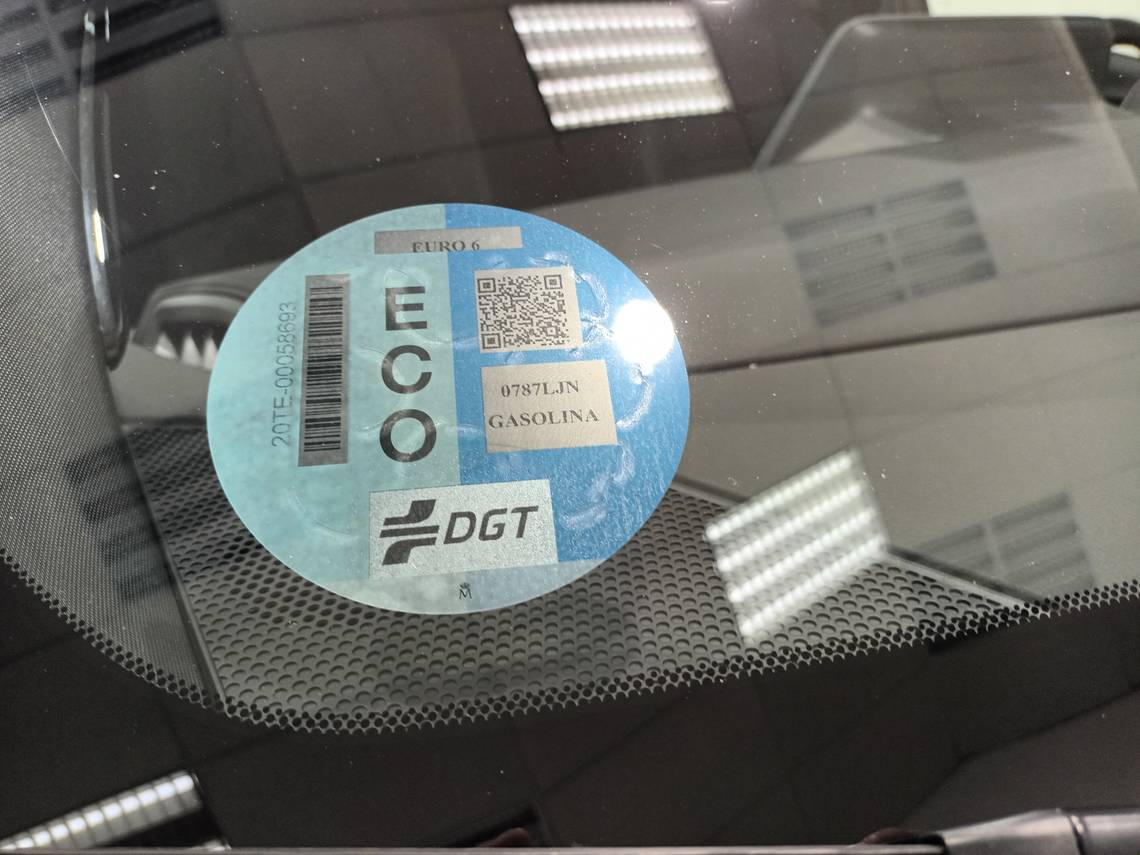 EURO 6
20TE-00058693
ECO
0787LJN
GASOLINA
DGT
M